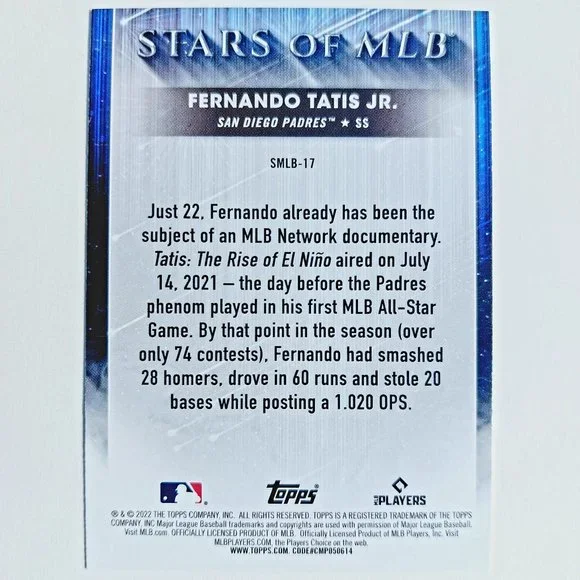 STARS OF MLB™
FERNANDO TATIS JR.
SAN DIEGO PADRES™ ★ SS
SMLB-17
Just 22, Fernando already has been the
subject of an MLB Network documentary.
Tatis: The Rise of El Niño aired on July
14, 2021 – the day before the Padres
phenom played in his first MLB All-Star
Game. By that point in the season (over
only 74 contests), Fernando had smashed
28 homers, drove in 60 runs and stole 20
bases while posting a 1.020 OPS.
topps
MLB PLAYERS
® & © 2022 THE TOPPS COMPANY, INC. ALL RIGHTS RESERVED. TOPPS IS A REGISTERED TRADEMARK OF THE TOPPS
COMPANY, INC. Major League Baseball trademarks and copyrights are used with permission of Major League Baseball.
Visit MLB.com. OFFICIALLY LICENSED PRODUCT OF MLB. Officially Licensed Product of MLB Players, Inc. Visit
MLBPLAYERS.COM, the Players Choice on the web.
WWW.TOPPS.COM. CODE#CMP050614